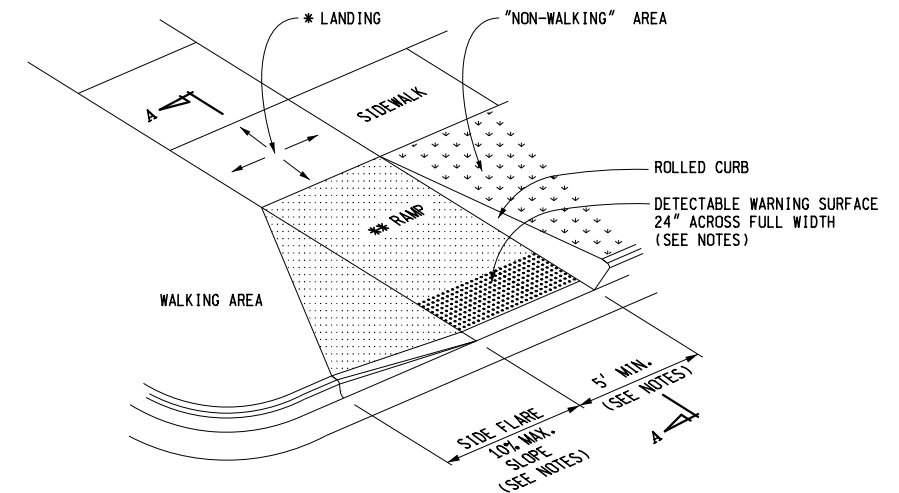 * LANDING
"NON-WALKING" AREA
A
SIDEWALK
ROLLED CURB
DETECTABLE WARNING SURFACE
24" ACROSS FULL WIDTH
(SEE NOTES)
** RAMP
WALKING AREA
5' MIN.
(SEE NOTES)
SIDE FLARE
10% MAX.
SLOPE
(SEE NOTES)
A